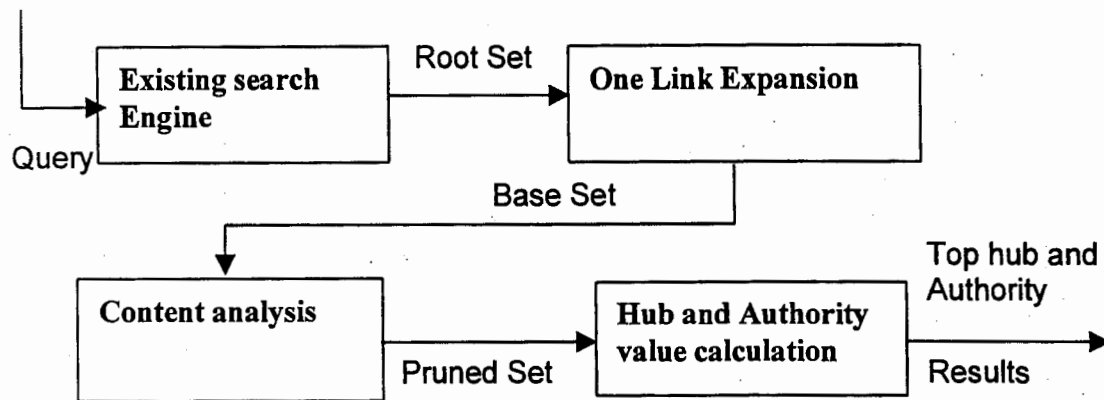 Existing search
Engine
Root Set
One Link Expansion
Query
Base Set
Content analysis
Pruned Set
Hub and Authority
value calculation
Top hub and
Authority
Results